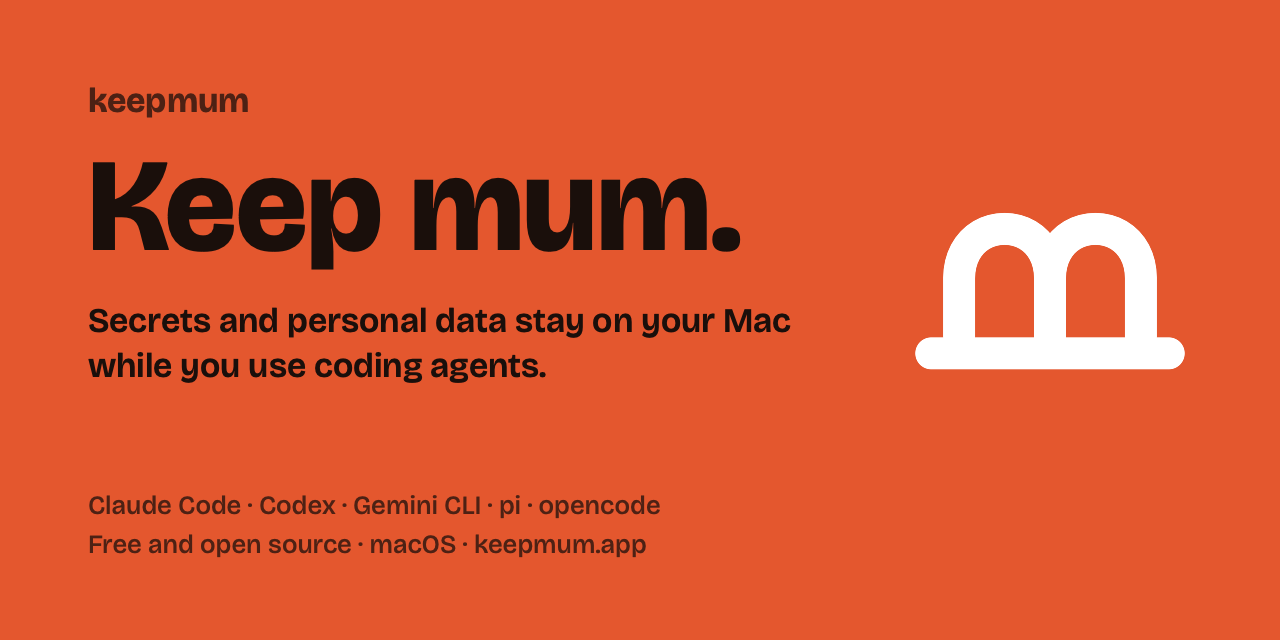 keepmum
Keep mum.
Secrets and personal data stay on your Mac
while you use coding agents.
Claude Code · Codex · Gemini CLI · pi · opencode
Free and open source · macOS · keepmum.app